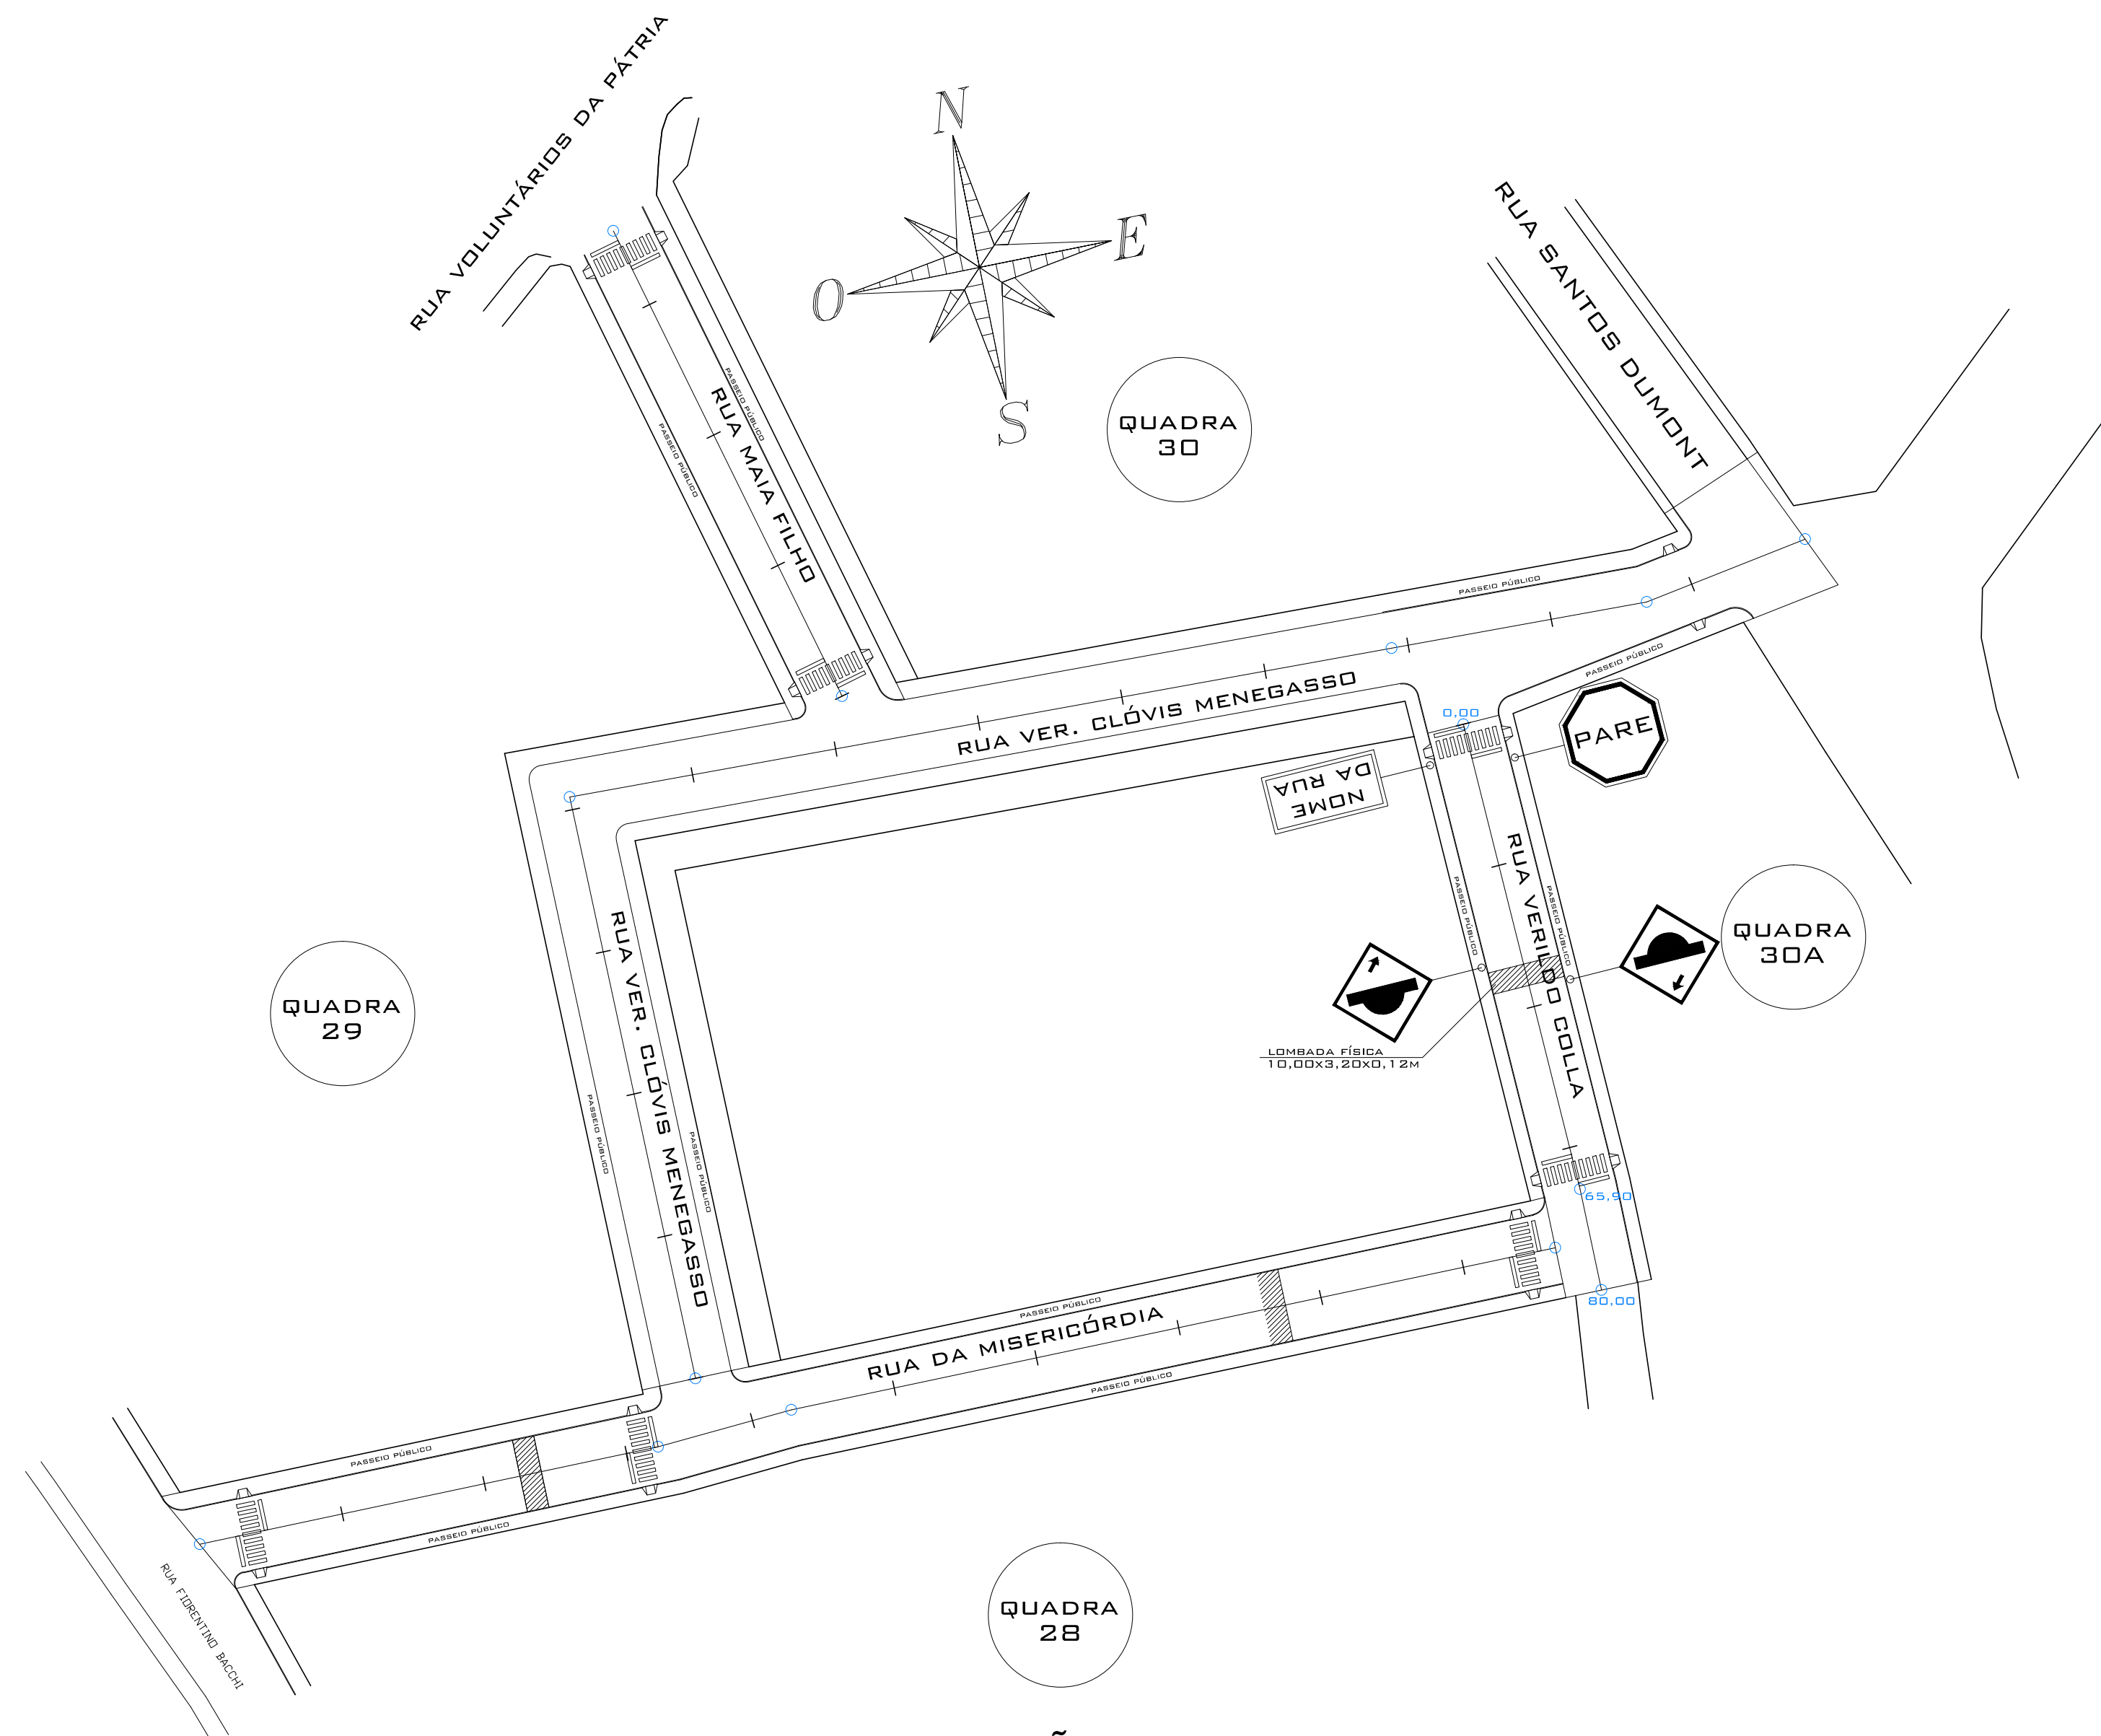 RUA VOLUNTÁRIOS DA PÁTRIA
N
E
O
S
RUA SANTOS DUMONT
QUADRA
30
PASSEIO PÚBLICO
RUA MAIA FILHO
PASSEIO PÚBLICO
PASSEIO PÚBLICO
PASSEIO PÚBLICO
RUA VER. CLÓVIS MENEGASSO
0,00
PARE
NOME
DA RUA
RUA VERILDO COLLA
PASSEIO PÚBLICO
PASSEIO PÚBLICO
QUADRA
30A
QUADRA
29
RUA VER. CLÓVIS MENEGASSO
PASSEIO PÚBLICO
PASSEIO PÚBLICO
LOMBADA FÍSICA
10,00x3,20x0,12M
65,90
80,00
PASSEIO PÚBLICO
RUA DA MISERICÓRDIA
PASSEIO PÚBLICO
PASSEIO PÚBLICO
PASSEIO PÚBLICO
RUA FIORENTINO BACCHI
QUADRA
28